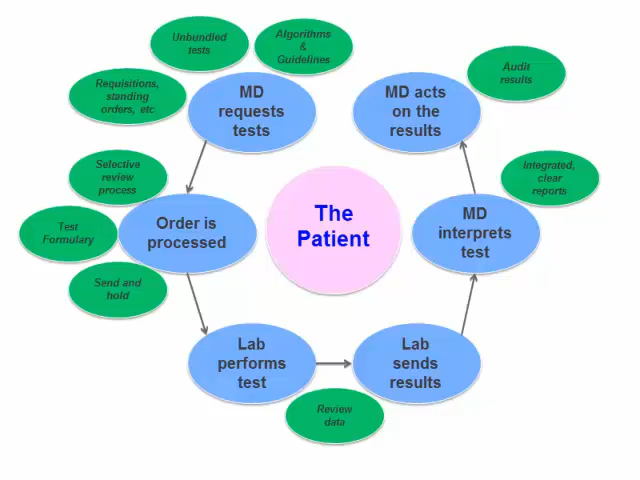 Unbundled
tests
Algorithms
&
Guidelines
Requisitions,
standing
orders, etc
MD
requests
tests
MD acts
on the
results
Audit
results
Selective
review
process
Integrated,
clear
reports
Test
Formulary
Order is
processed
The
Patient
MD
interprets
test
Send and
hold
Lab
performs
test
Lab
sends
results
Review
data